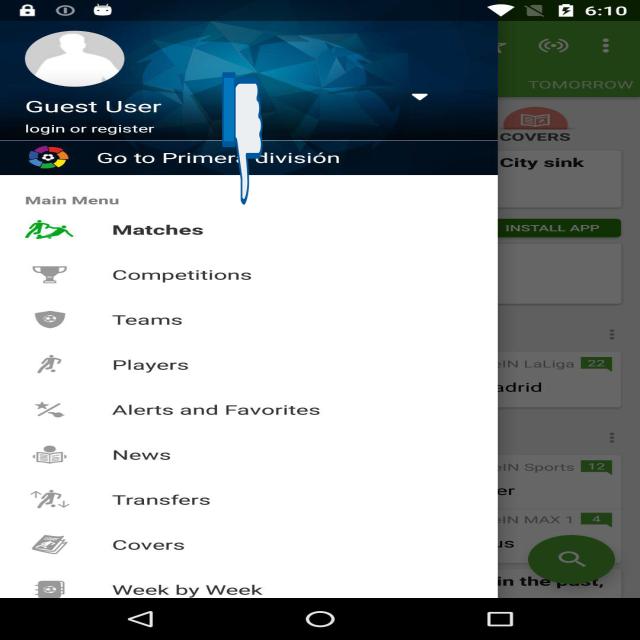 6:10
TOMORROW
Guest User
login or register
COVERS
Go to Primera división
City sink
Main Menu
INSTALL APP
Matches
Competitions
Teams
Players
Alerts and Favorites
News
Transfers
Covers
Week by Week
eIN LaLiga 22
adrid
eIN Sports 12
er
eIN MAX 1 4
us
in the past,